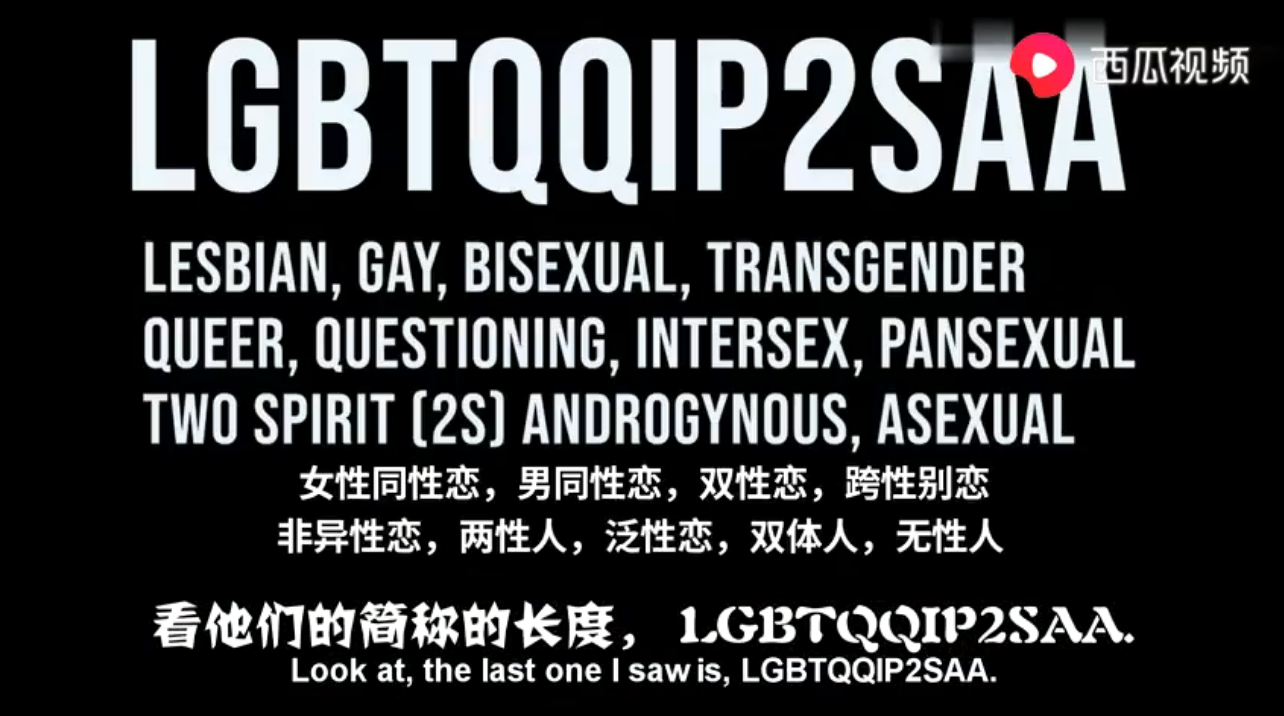 LGBTQQIP2SAA
西瓜视频
LESBIAN, GAY, BISEXUAL, TRANSGENDER
QUEER, QUESTIONING, INTERSEX, PANSEXUAL
TWO SPIRIT (2S) ANDROGYNOUS, ASEXUAL
女性同性恋，男同性恋，双性恋，跨性别恋
非异性恋，两性人，泛性恋，双体人，无性人
看他们的简称的长度， LGBTQQIP2SAA.
Look at, the last one I saw is, LGBTQQIP2SAA.